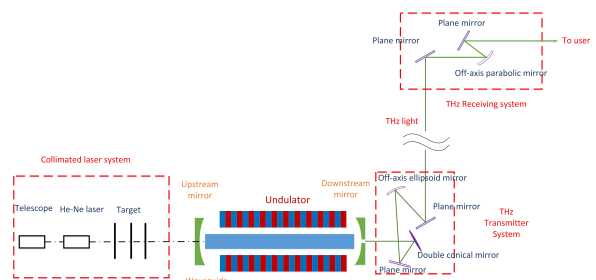 Plane mirror
Plane mirror
To user
Off-axis parabolic mirror
THz Receiving system
THz light
Collimated laser system
Off-axis ellipsoid mirror
Upstream
mirror
Downstream
mirror
Undulator
Telescope
He-Ne laser
Target
Plane mirror
THz
Transmitter
System
Double conical mirror
Plane mirror